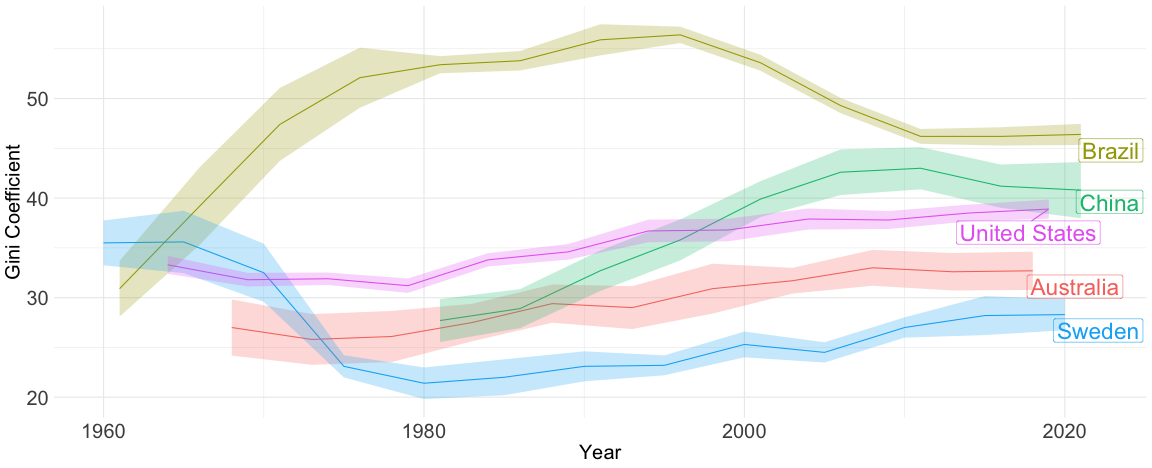 Gini Coefficient
50
40
30
20
Brazil
China
United States
Australia
Sweden
1960
1980
2000
2020
Year